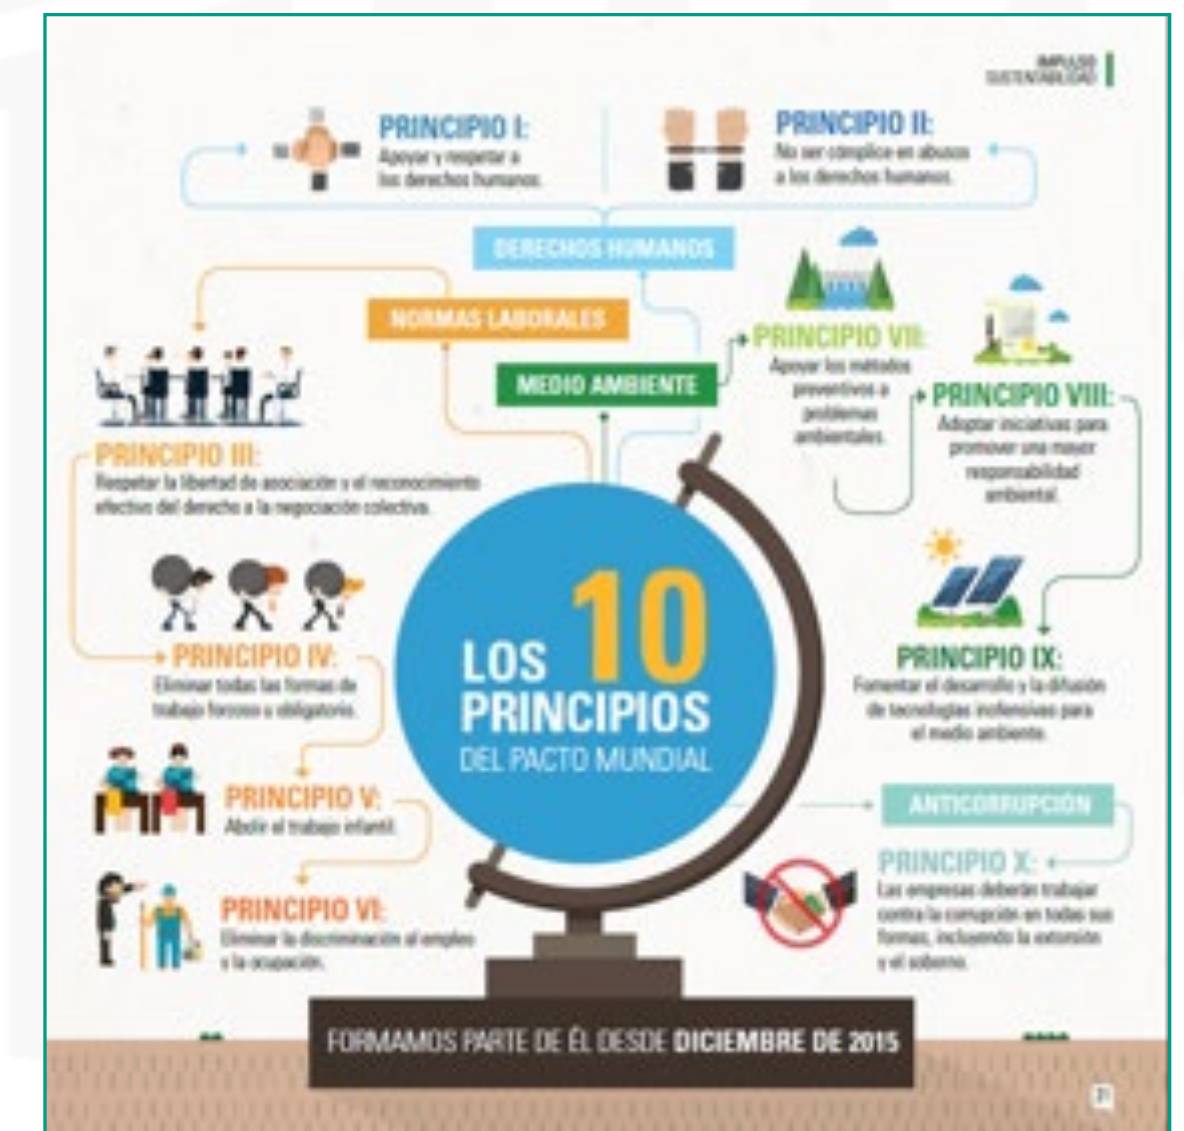 IMPULSO
SUSTENTABILIDAD
PRINCIPIO I:
Apoyar y respetar a
los derechos humanos.
PRINCIPIO II:
No ser cómplice en abusos
a los derechos humanos.
DERECHOS HUMANOS
NORMAS LABORALES
MEDIO AMBIENTE
PRINCIPIO III:
Respetar la libertad de asociación y el reconocimiento
efectivo del derecho a la negociación colectiva.
PRINCIPIO IV:
Eliminar todas las formas de
trabajo forzoso u obligatorio.
PRINCIPIO V:
Abolir el trabajo infantil.
PRINCIPIO VI:
Eliminar la discriminación al empleo
y la ocupación.
PRINCIPIO VII:
Apoyar los métodos
preventivos a
problemas
ambientales.
PRINCIPIO VIII:
Adoptar iniciativas para
promover una mayor
responsabilidad
ambiental.
PRINCIPIO IX:
Fomentar el desarrollo y la difusión
de tecnologías inofensivas para
el medio ambiente.
ANTICORRUPCIÓN
PRINCIPIO X:
Las empresas deberán trabajar
contra la corrupción en todas sus
formas, incluyendo la extorsión
y el soborno.
LOS 10
PRINCIPIOS
DEL PACTO MUNDIAL
FORMAMOS PARTE DE ÉL DESDE DICIEMBRE DE 2015